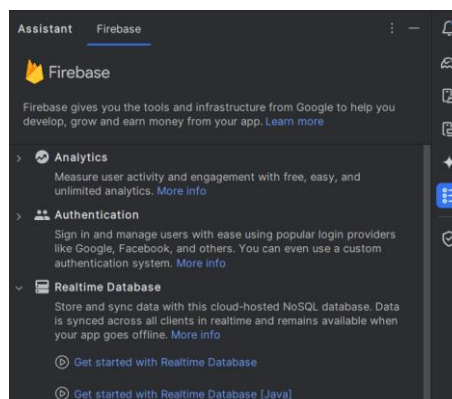 Assistant Firebase
Firebase
Firebase gives you the tools and infrastructure from Google to help you
develop, grow and earn money from your app. Learn more
Analytics
Measure user activity and engagement with free, easy, and
unlimited analytics. More info
Authentication
Sign in and manage users with ease using popular login providers
like Google, Facebook, and others. You can even use a custom
authentication system. More info
Realtime Database
Store and sync data with this cloud-hosted NoSQL database. Data
is synced across all clients in realtime and remains available when
your app goes offline. More info
Get started with Realtime Database
Get started with Realtime Database [Java]